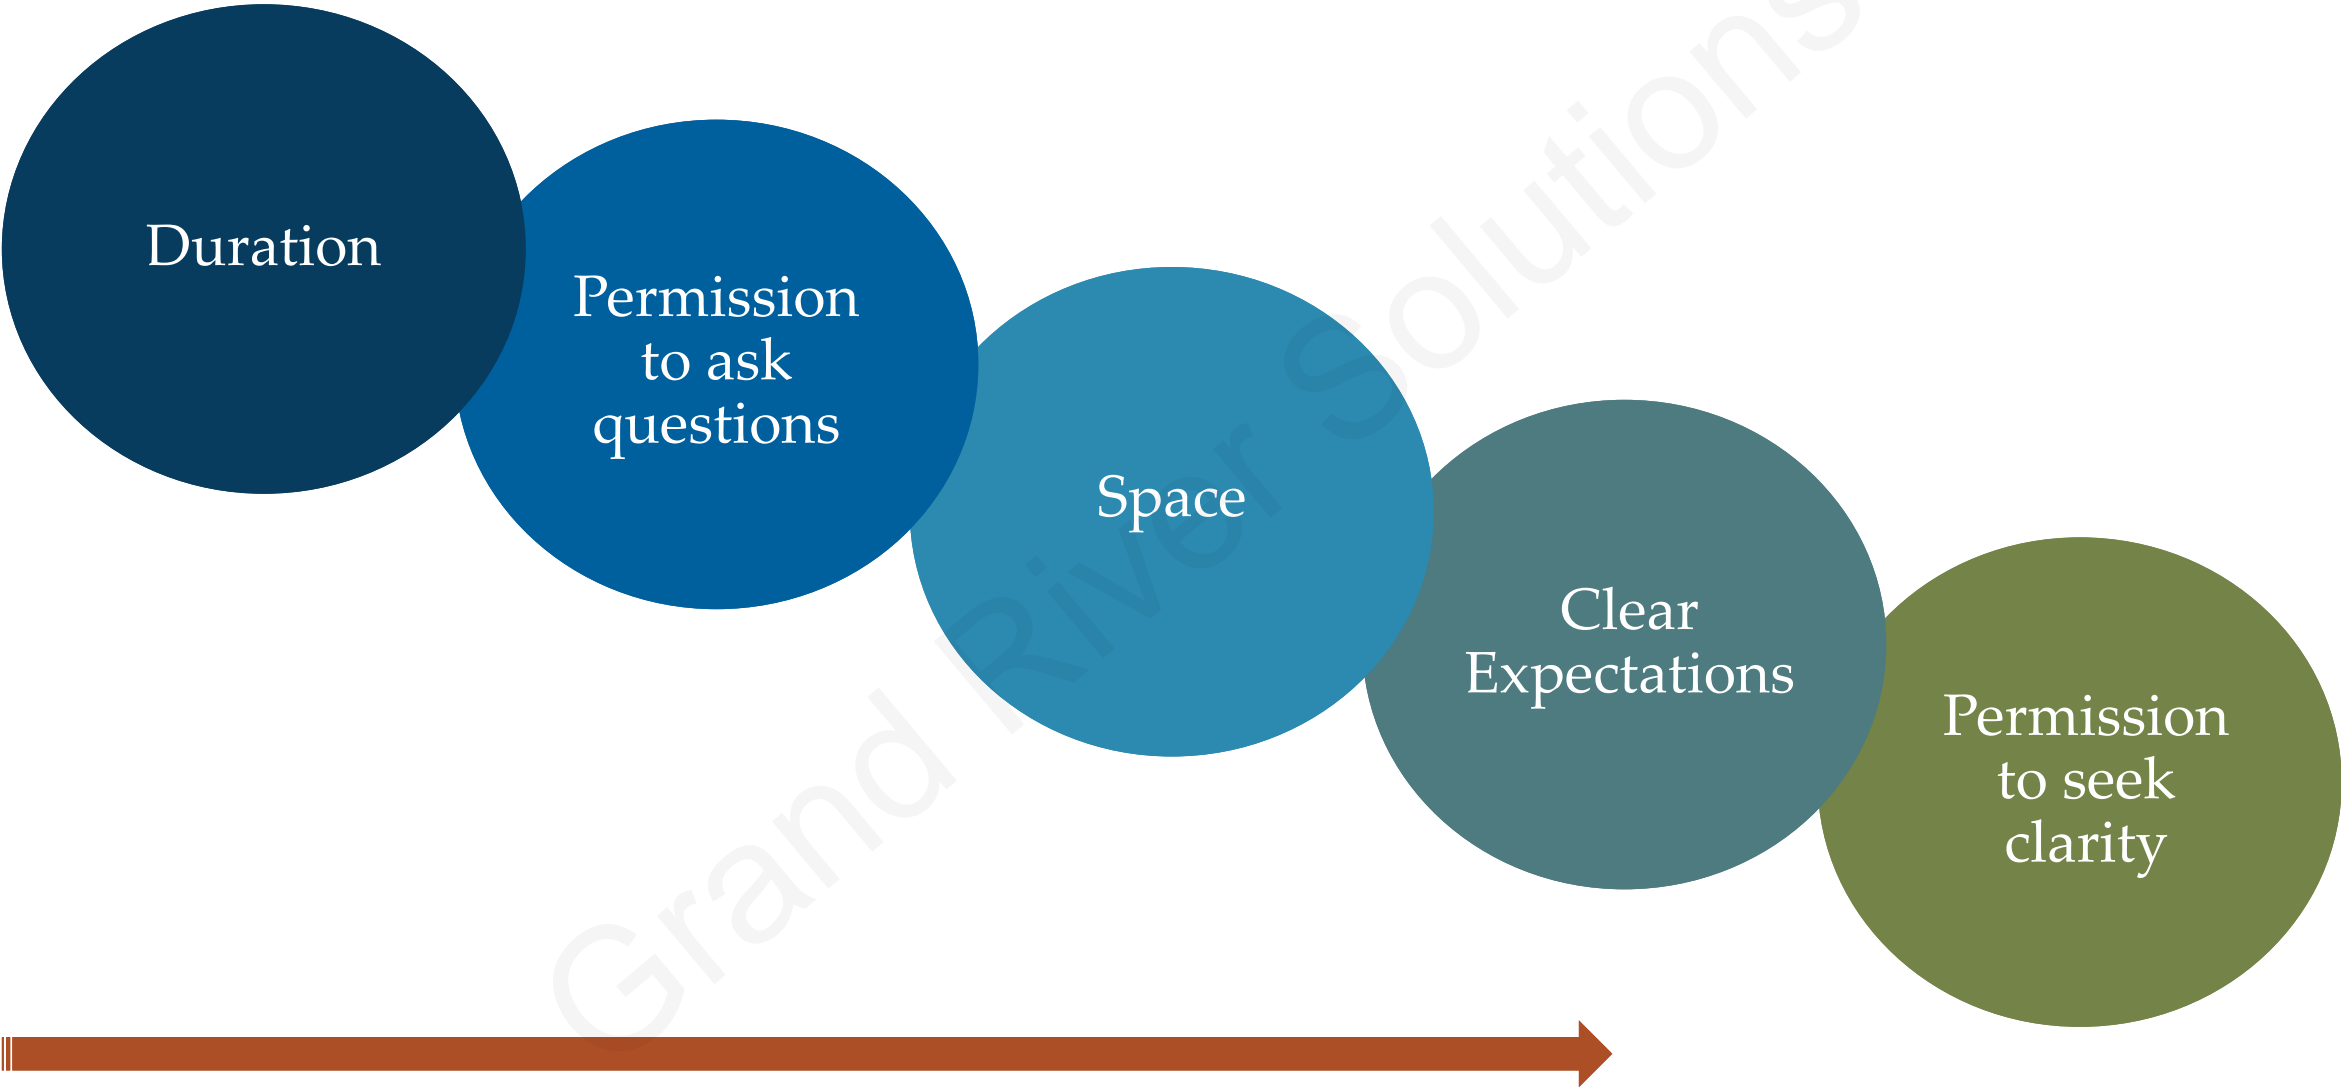 Duration
Permission
to ask
questions
Space
Clear
Expectations
Permission
to seek
clarity
Grand River Solutions